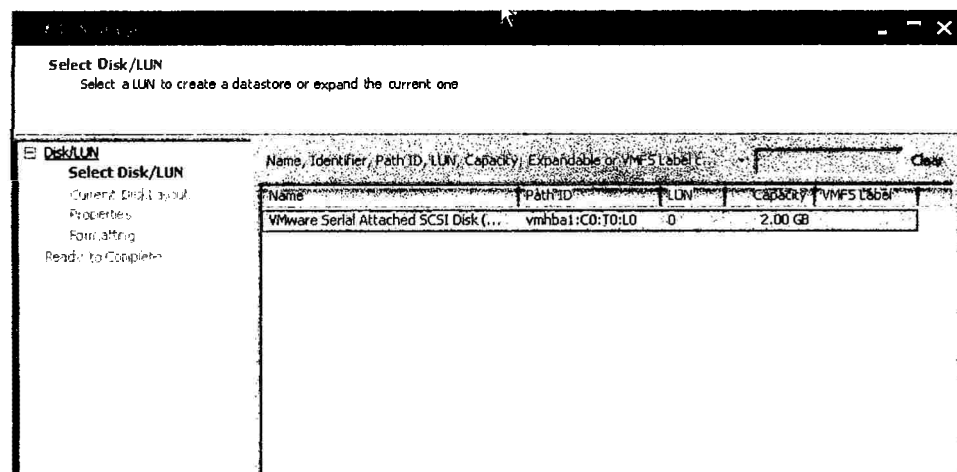 Select Disk/LUN
Select a LUN to create a datastore or expand the current one
Disk/LUN
Select Disk/LUN
Current Disk Layout
Properties
Formatting
Ready to Complete
Name, Identifier, Path ID, LUN, Capacity, Expandable or VMFS Label c...
Clear
Name Path ID LUN Capacity VMFS Label
VMware Serial Attached SCSI Disk (... vmhba1:C0:T0:L0 0 2.00 GB